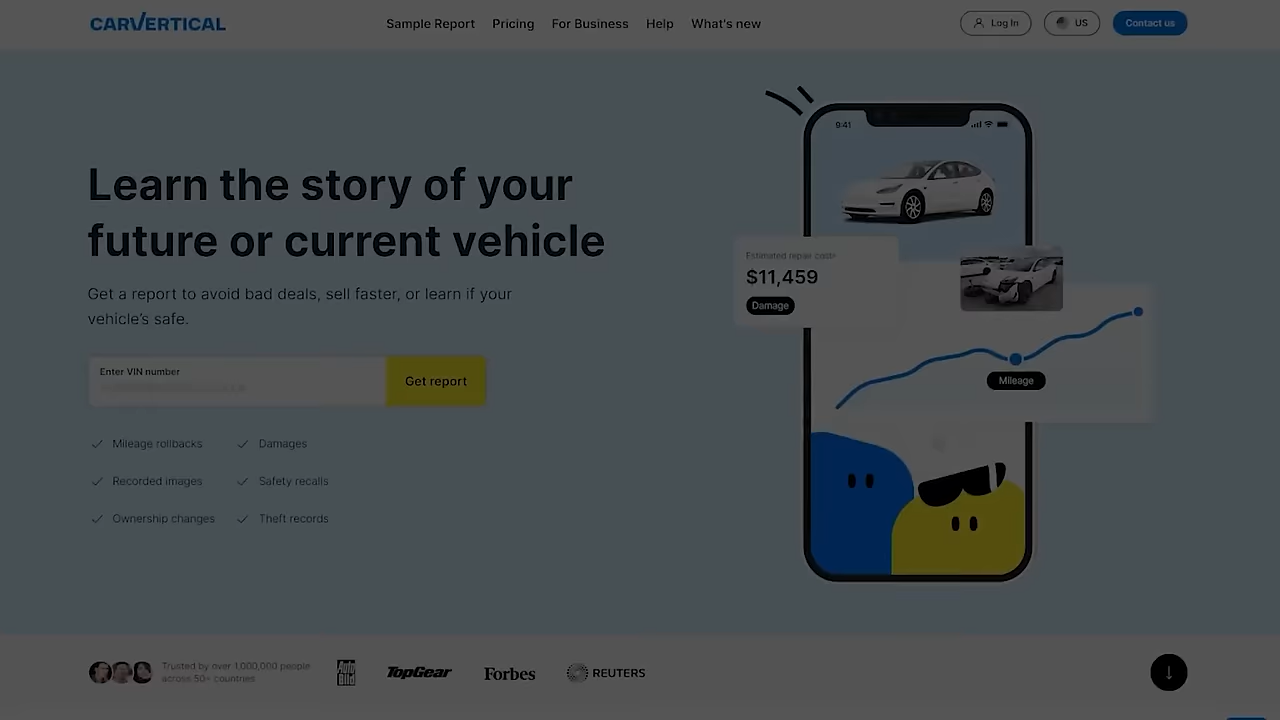 CARVERTICAL
Sample Report
Pricing
For Business
Help
What's new
Log In
US
Contact us
Learn the story of your
future or current vehicle
Get a report to avoid bad deals, sell faster, or learn if your
vehicle's safe.
Enter VIN number
Get report
Mileage rollbacks
Damages
Recorded images
Safety recalls
Ownership changes
Theft records
9:41
Estimated repair costs
$11,459
Damage
Mileage
Trusted by over 1,000,000 people
across 50+ countries
Auto
Bild
TopGear
Forbes
REUTERS